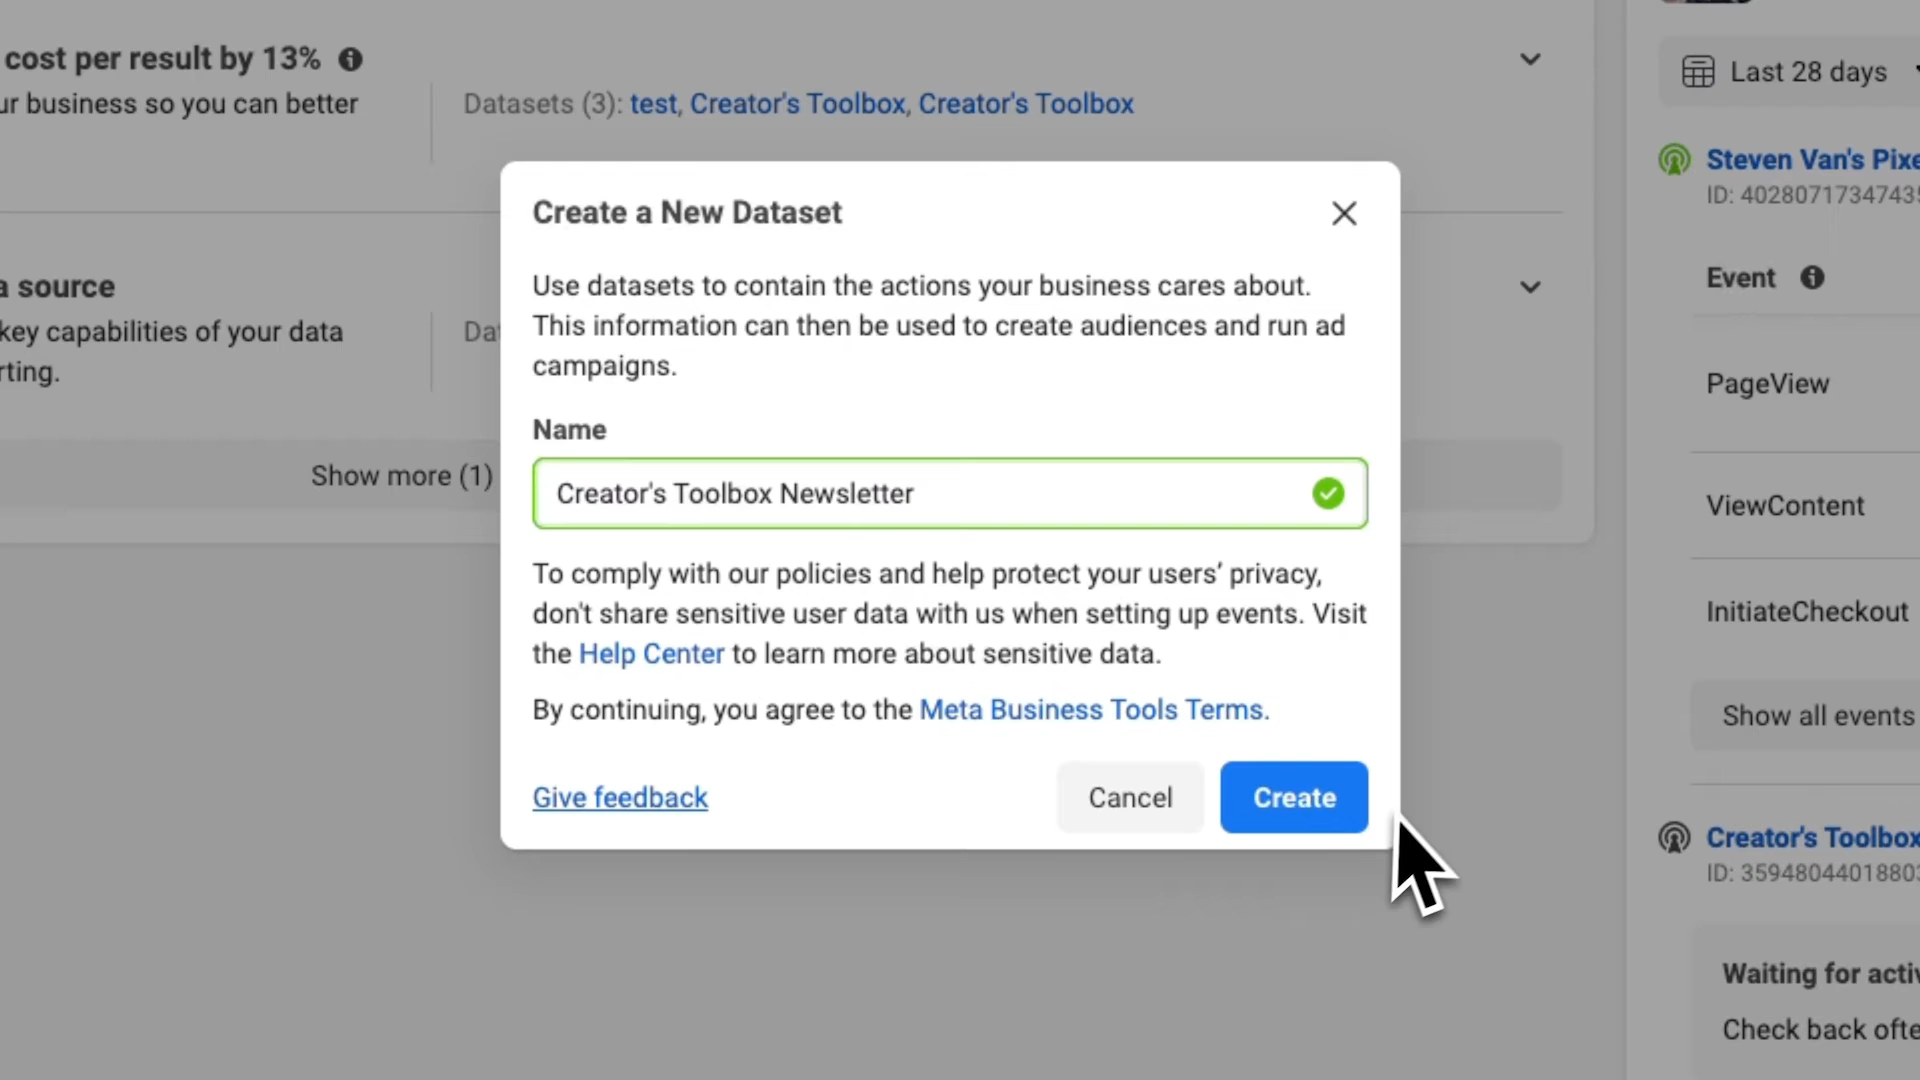 cost per result by 13%
ur business so you can better
Datasets (3): test, Creator's Toolbox, Creator's Toolbox
a source
key capabilities of your data
rting.
Dat
Show more (1)
Create a New Dataset
Use datasets to contain the actions your business cares about.
This information can then be used to create audiences and run ad
campaigns.
Name
Creator's Toolbox Newsletter
To comply with our policies and help protect your users’ privacy,
don't share sensitive user data with us when setting up events. Visit
the Help Center to learn more about sensitive data.
By continuing, you agree to the Meta Business Tools Terms.
Give feedback
Cancel
Create
Last 28 days
Steven Van's Pixe
ID: 4028071734743
Event
PageView
ViewContent
InitiateCheckout
Show all events
Creator's Toolbox
ID: 3594804401880
Waiting for activ
Check back ofte